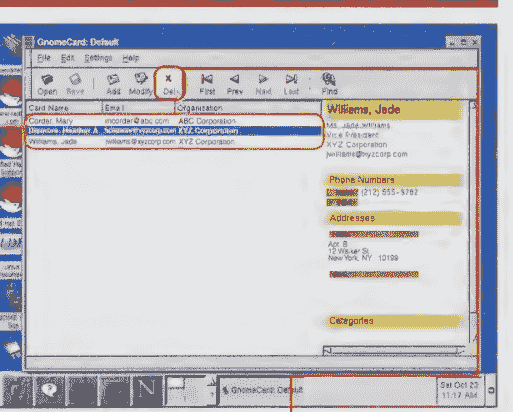 GnomeCard: Default
File Edit Settings Help
Open Save Add Modify First Prev Next Last Find
Card Name Email Organization
Corder, Mary mcorder@abc.com ABC Corporation
Heather A. XYZ Corporation
Williams, Jade jwilliams@xyzcorp.com XYZ Corporation
Williams, Jade
Ms. Jade Williams
Vice President
XYZ Corporation
jwilliams@xyzcorp.com
Phone Numbers
(212) 555-9762
Addresses
Apt. B
12 Walker St
New York, NY 10199
Categories
GnomeCard: Default
Sat Oct 23
11:17 AM